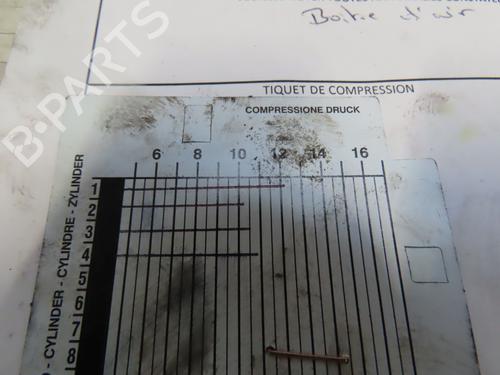 Boite d'air
TIQUET DE COMPRESSION
COMPRESSIONE DRUCK
6 8 10 12 14 16
CYLINDER - CYLINDRE - ZYLINDER
1
2
3
4
5
6
7
8
B-PARTS